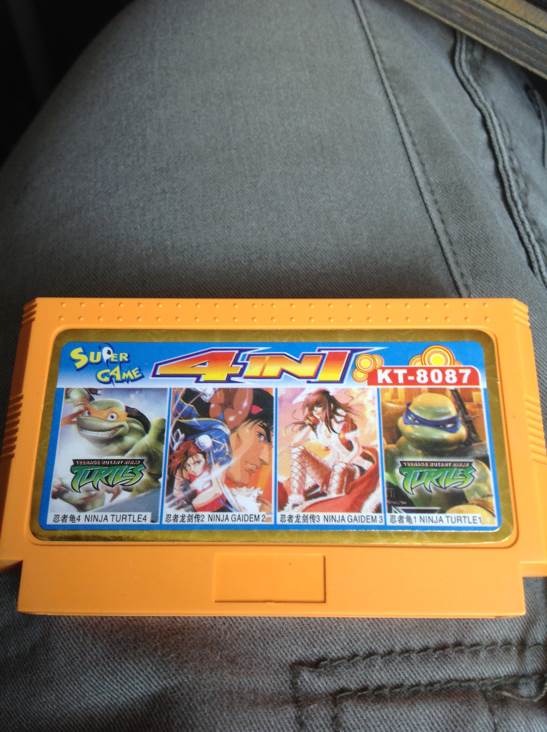 SUPER
GAME
4 IN 1
KT-8087
TEENAGE MUTANT NINJA
TURTLES
TEENAGE MUTANT NINJA
TURTLES
忍者龟4 NINJA TURTLE4
忍者龙剑传2 NINJA GAIDEM 2
忍者龙剑传3 NINJA GAIDEM 3
忍者龟1 NINJA TURTLE1